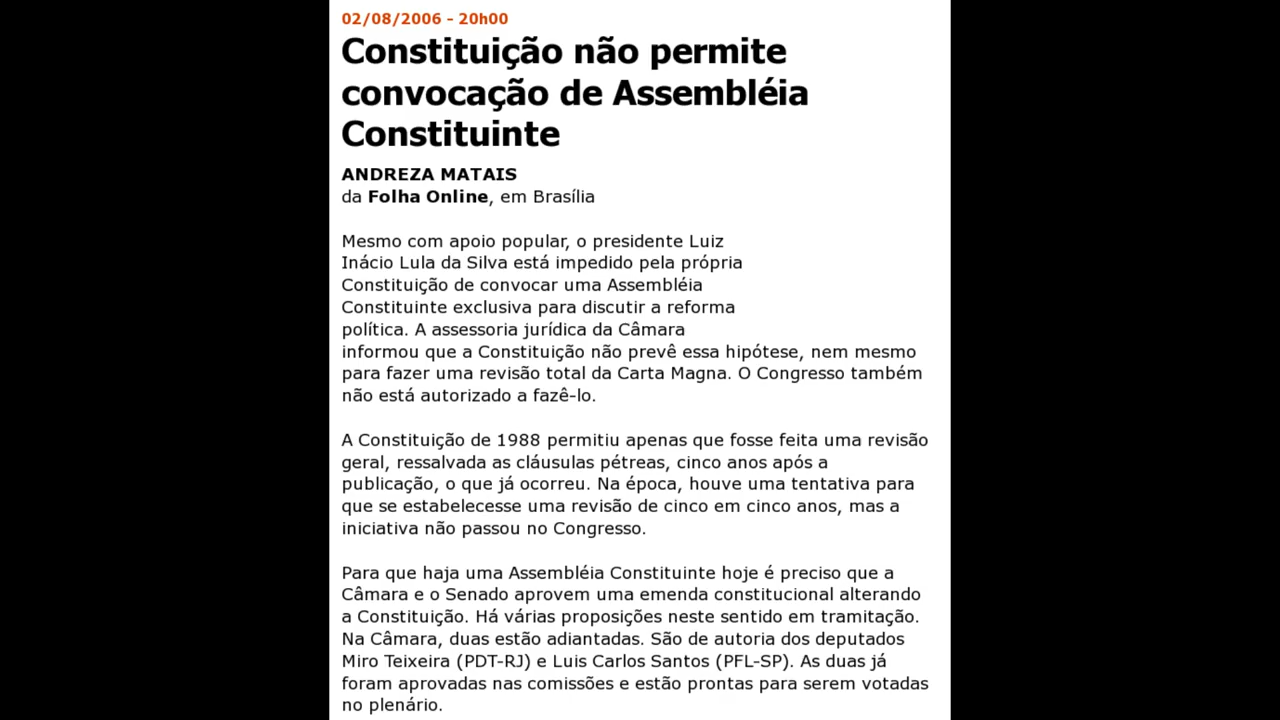 02/08/2006 - 20h00
Constituição não permite
convocação de Assembléia
Constituinte
ANDREZA MATAIS
da Folha Online, em Brasília
Mesmo com apoio popular, o presidente Luiz
Inácio Lula da Silva está impedido pela própria
Constituição de convocar uma Assembléia
Constituinte exclusiva para discutir a reforma
política. A assessoria jurídica da Câmara
informou que a Constituição não prevê essa hipótese, nem mesmo
para fazer uma revisão total da Carta Magna. O Congresso também
não está autorizado a fazê-lo.
A Constituição de 1988 permitiu apenas que fosse feita uma revisão
geral, ressalvada as cláusulas pétreas, cinco anos após a
publicação, o que já ocorreu. Na época, houve uma tentativa para
que se estabelecesse uma revisão de cinco em cinco anos, mas a
iniciativa não passou no Congresso.
Para que haja uma Assembléia Constituinte hoje é preciso que a
Câmara e o Senado aprovem uma emenda constitucional alterando
a Constituição. Há várias proposições neste sentido em tramitação.
Na Câmara, duas estão adiantadas. São de autoria dos deputados
Miro Teixeira (PDT-RJ) e Luis Carlos Santos (PFL-SP). As duas já
foram aprovadas nas comissões e estão prontas para serem votadas
no plenário.